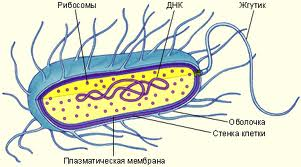 Рибосомы
ДНК
Жгутик
Оболочка
Стенка клетки
Плазматическая мембрана